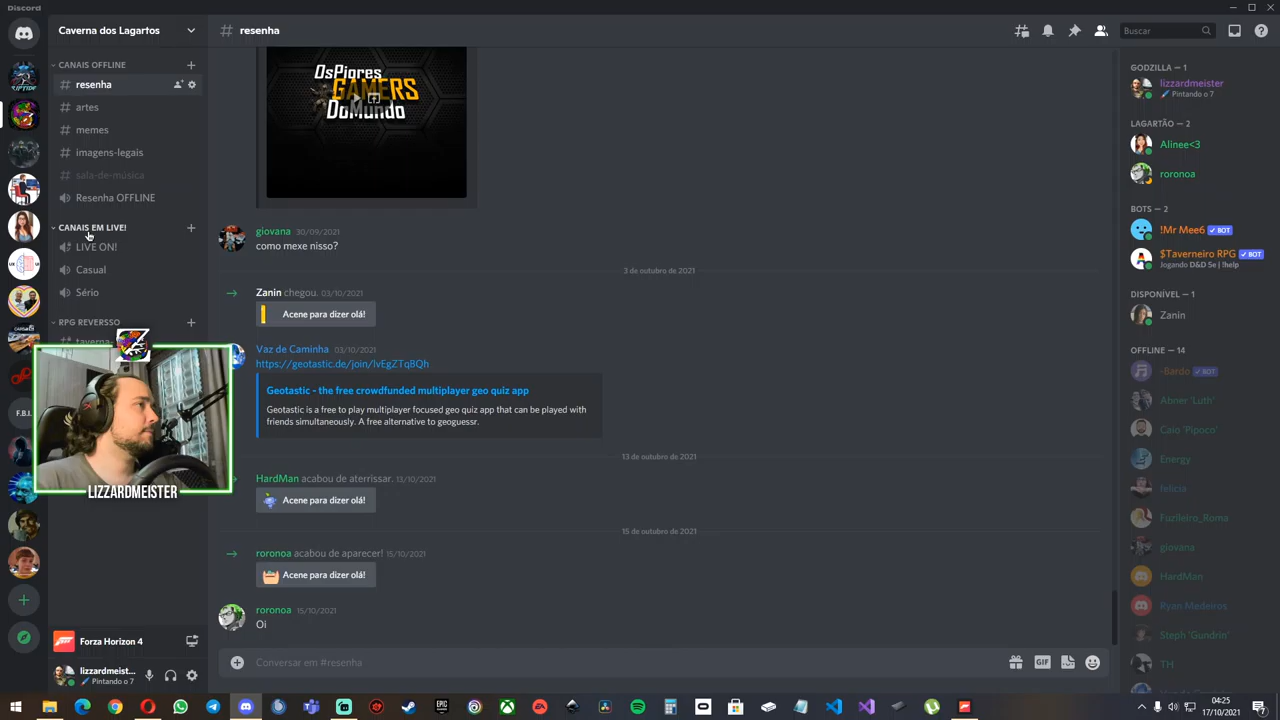 Discord
Caverna dos Lagartos
resenha
Buscar
CANAIS OFFLINE
resenha
artes
memes
imagens-legais
sala-de-música
Resenha OFFLINE
CANAIS EM LIVE!
LIVE ON!
Casual
Sério
RPG REVERSSO
F.B.I.
LIZZARDMEISTER
Forza Horizon 4
lizzardmeist...
Pintando o 7
OsPiores
GAMERS
DoMundo
giovana 30/09/2021
como mexe nisso?
3 de outubro de 2021
Zanin chegou. 03/10/2021
Acene para dizer olá!
Vaz de Caminha 03/10/2021
https://geotastic.de/join/IvEgZTqBQh
Geotastic - the free crowdfunded multiplayer geo quiz app
Geotastic is a free to play multiplayer focused geo quiz app that can be played with
friends simultaneously. A free alternative to geoguessr.
13 de outubro de 2021
HardMan acabou de aterrissar. 13/10/2021
Acene para dizer olá!
15 de outubro de 2021
roronoa acabou de aparecer! 15/10/2021
Acene para dizer olá!
roronoa 15/10/2021
Oi
Conversar em #resenha
GIF
GODZILLA — 1
lizzardmeister
Pintando o 7
LAGARTÃO — 2
Alinee<3
roronoa
BOTS — 2
!Mr Mee6 BOT
$Taverneiro RPG BOT
Jogando D&D 5e | !help
DISPONÍVEL — 1
Zanin
OFFLINE — 14
-Bardo BOT
Abner 'Luth'
Caio 'Pipoco'
Energy
felicia
Fuzileiro_Roma
giovana
HardMan
Ryan Medeiros
Steph 'Gundrin'
TH
EPIC
04:25
17/10/2021